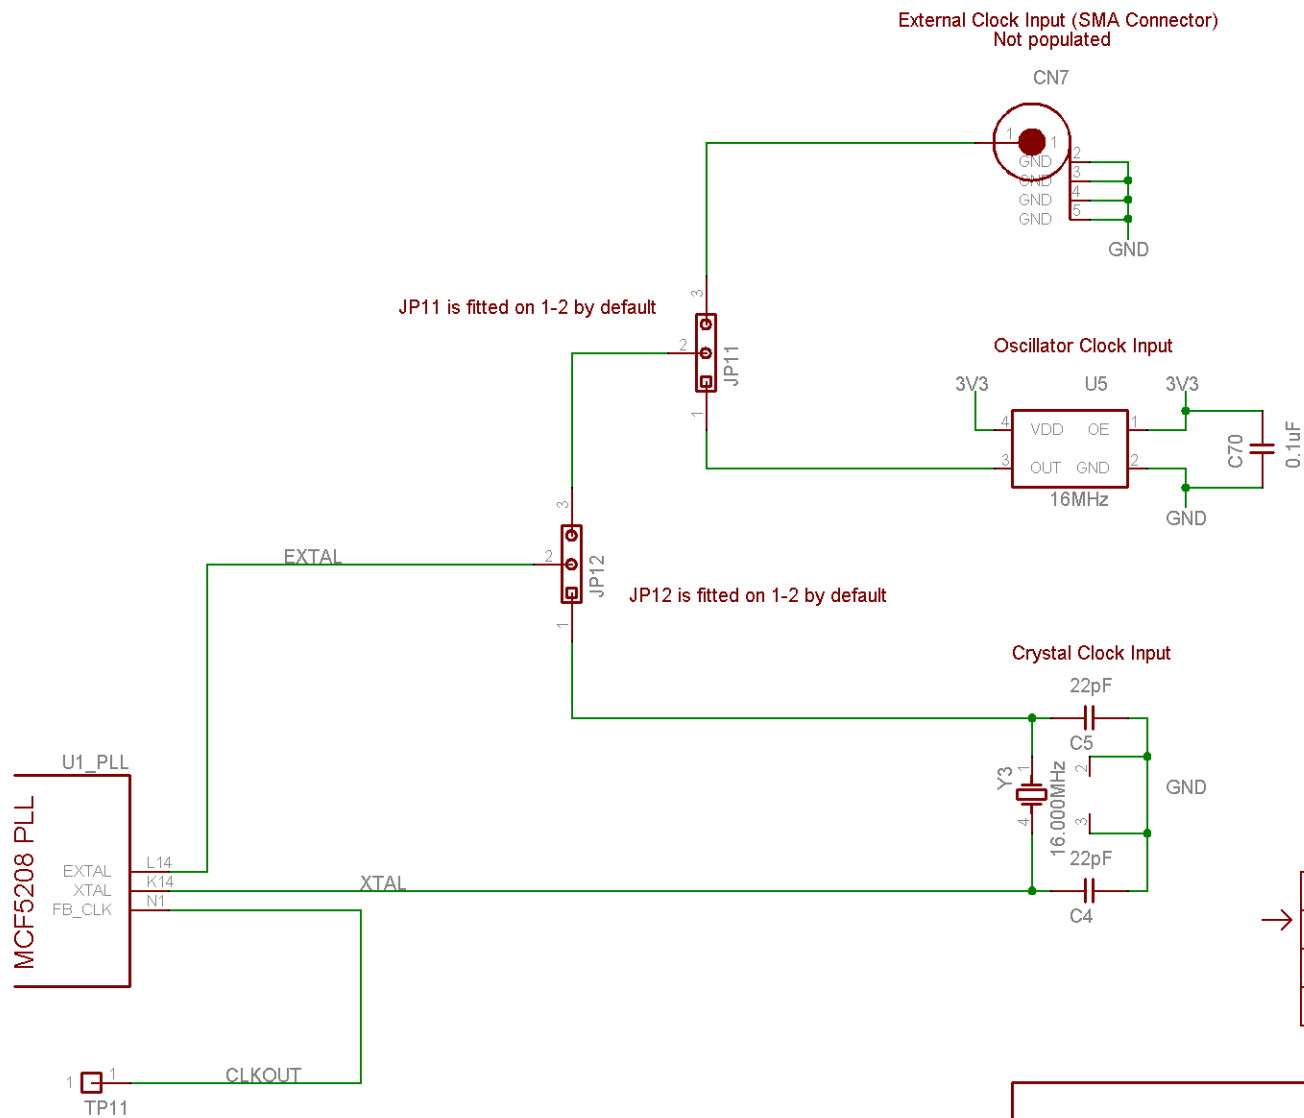 External Clock Input (SMA Connector)
Not populated
CN7
1
1
GND
2
GND
3
GND
4
GND
5
GND
JP11 is fitted on 1-2 by default
3
2
JP11
1
Oscillator Clock Input
3V3
U5
3V3
4
VDD
OE
1
3
OUT
GND
2
16MHz
C70
0.1uF
GND
3
EXTAL
2
JP12
1
JP12 is fitted on 1-2 by default
Crystal Clock Input
22pF
C5
Y3
1
4
16.000MHz
2
3
GND
22pF
C4
U1_PLL
MCF5208 PLL
EXTAL
L14
XTAL
K14
FB_CLK
N1
XTAL
CLKOUT
1
1
TP11